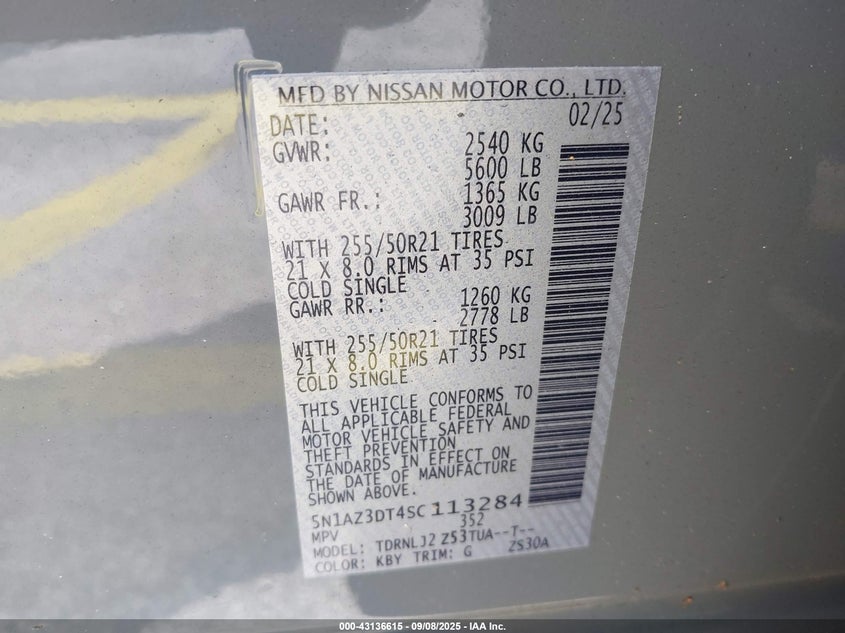 MFD BY NISSAN MOTOR CO., LTD.
DATE: 02/25
GVWR: 2540 KG
5600 LB
GAWR FR.: 1365 KG
3009 LB
WITH 255/50R21 TIRES
21 X 8.0 RIMS AT 35 PSI
COLD SINGLE
GAWR RR.: 1260 KG
2778 LB
WITH 255/50R21 TIRES
21 X 8.0 RIMS AT 35 PSI
COLD SINGLE
THIS VEHICLE CONFORMS TO
ALL APPLICABLE FEDERAL
MOTOR VEHICLE SAFETY AND
THEFT PREVENTION
STANDARDS IN EFFECT ON
THE DATE OF MANUFACTURE
SHOWN ABOVE.
5N1AZ3DT4SC 113284
MPV 352
MODEL: TDRNLJ2 Z53TUA--T--
COLOR: KBY TRIM: G ZS30A
000-43136615 - 09/08/2025 - IAA Inc.